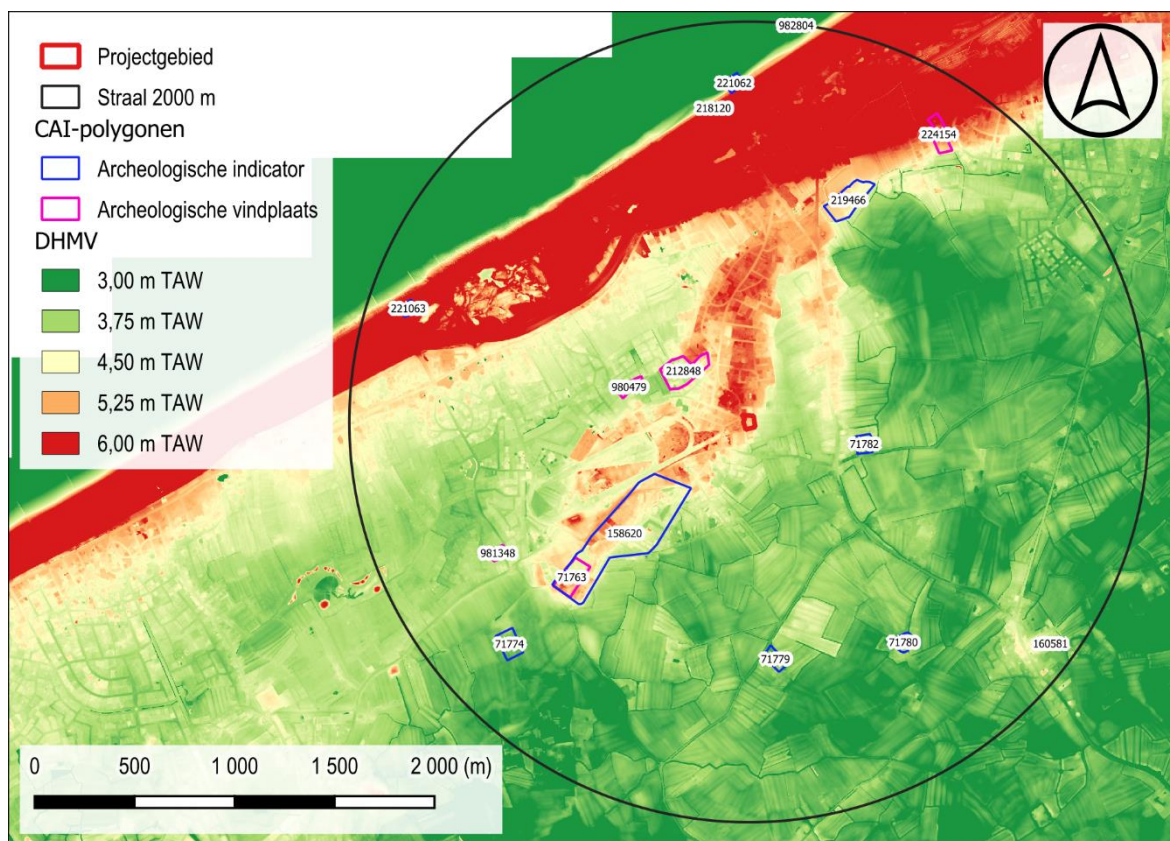 Projectgebied
Straal 2000 m
CAI-polygonen
Archeologische indicator
Archeologische vindplaats
DHMV
3,00 m TAW
3,75 m TAW
4,50 m TAW
5,25 m TAW
6,00 m TAW
982804
221062
218120
224154
219466
221063
212848
980479
71782
158620
981348
71763
71774
71779
71780
160581
0 500 1 000 1 500 2 000 (m)